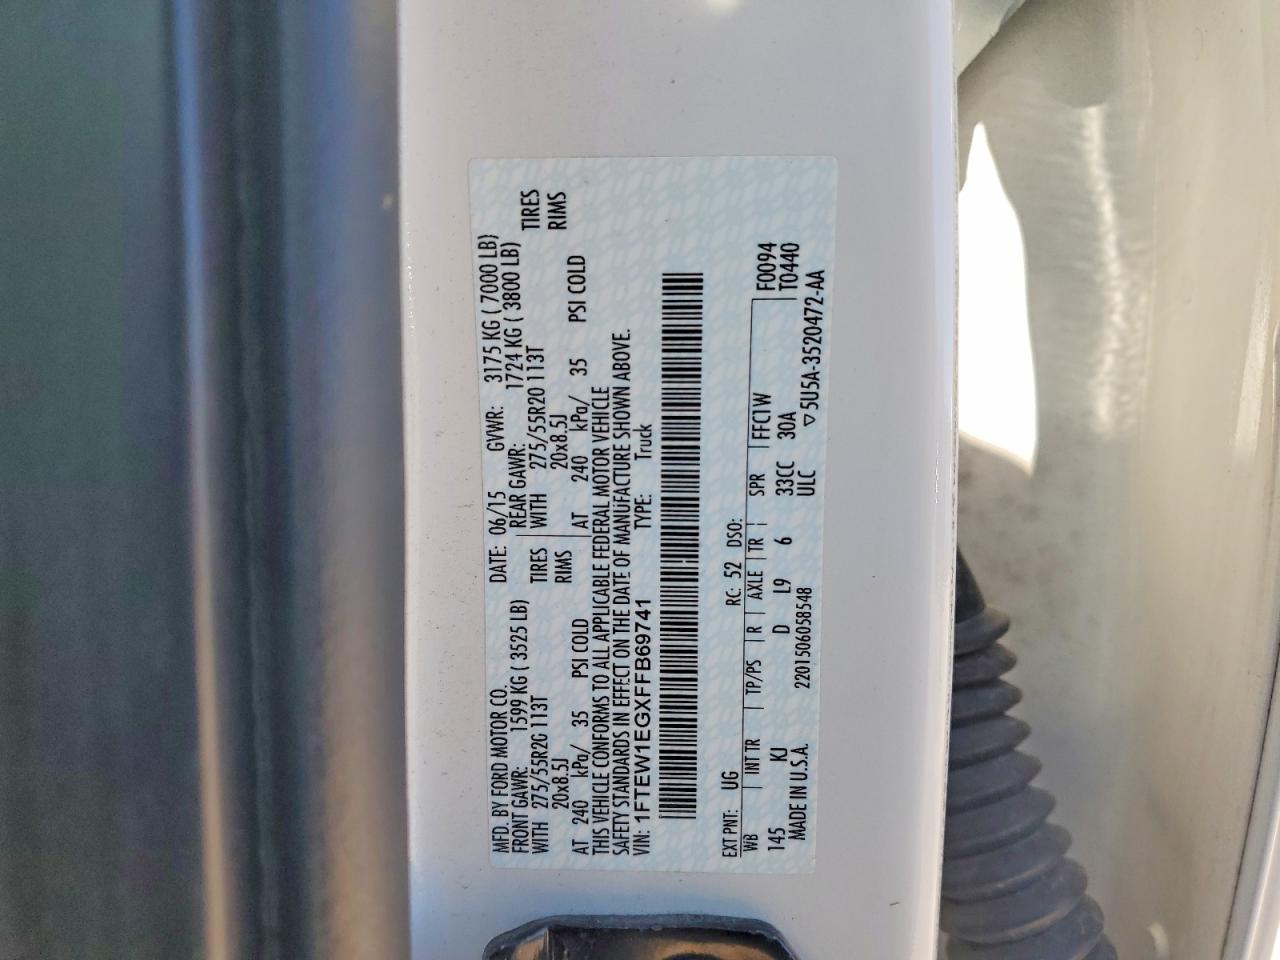 MFD. BY FORD MOTOR CO. DATE: 06/15 GVWR: 3175 KG ( 7000 LB)
FRONT GAWR: 1599 KG ( 3525 LB) REAR GAWR: 1724 KG ( 3800 LB)
WITH 275/55R20 113T TIRES WITH 275/55R20 113T TIRES
20x8.5J RIMS 20x8.5J RIMS
AT 240 kPa/ 35 PSI COLD AT 240 kPa/ 35 PSI COLD
THIS VEHICLE CONFORMS TO ALL APPLICABLE FEDERAL MOTOR VEHICLE
SAFETY STANDARDS IN EFFECT ON THE DATE OF MANUFACTURE SHOWN ABOVE.
VIN: 1FTEW1EGXFFB69741 TYPE: Truck
EXT PNT: UG RC: 52 DSO: F0094
WB INT TR TP/PS R AXLE TR SPR FFC1W T0440
145 KJ D L9 6 33CC 30A
MADE IN U.S.A. 2201506058548 ULC ▽5U5A-3520472-AA